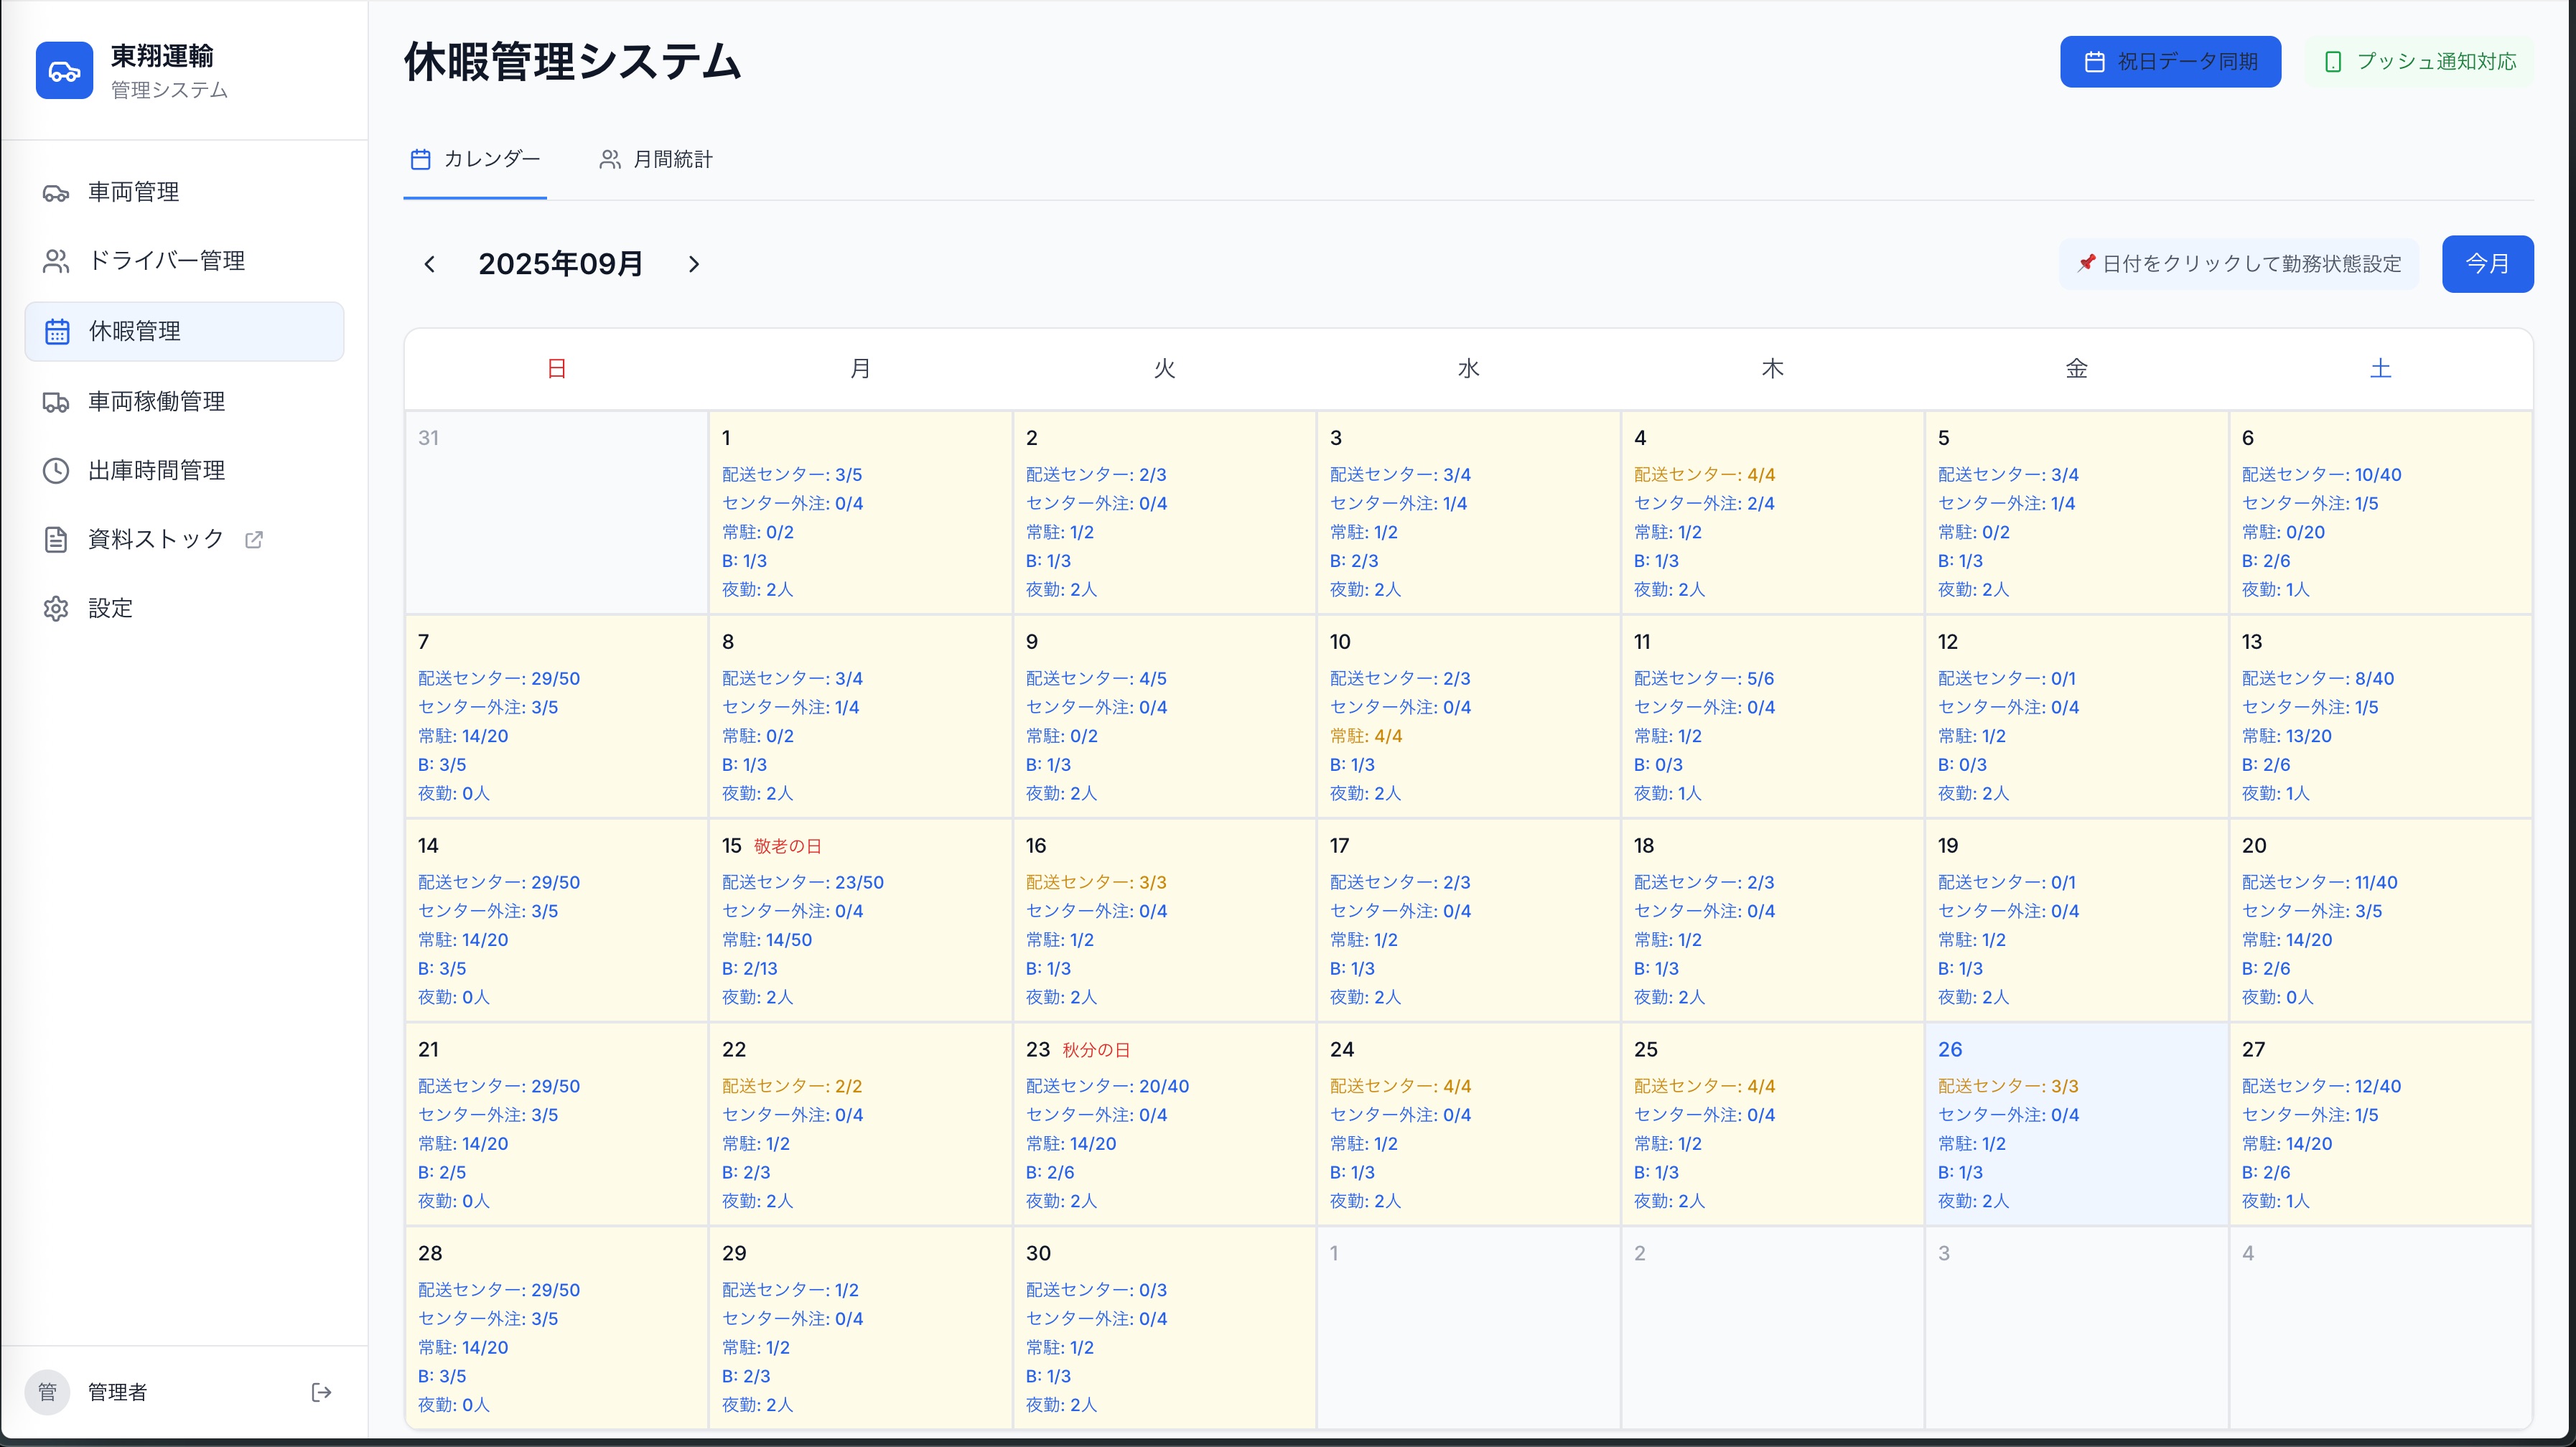 東翔運輸
管理システム
車両管理
ドライバー管理
休暇管理
車両稼働管理
出庫時間管理
資料ストック
設定
管
管理者
休暇管理システム
祝日データ同期
プッシュ通知対応
カレンダー
月間統計
2025年09月
日付をクリックして勤務状態設定
今月
日 月 火 水 木 金 土
31
1
配送センター: 3/5
センター外注: 0/4
常駐: 0/2
B: 1/3
夜勤: 2人
2
配送センター: 2/3
センター外注: 0/4
常駐: 1/2
B: 1/3
夜勤: 2人
3
配送センター: 3/4
センター外注: 1/4
常駐: 1/2
B: 2/3
夜勤: 2人
4
配送センター: 4/4
センター外注: 2/4
常駐: 1/2
B: 1/3
夜勤: 2人
5
配送センター: 3/4
センター外注: 1/4
常駐: 0/2
B: 1/3
夜勤: 2人
6
配送センター: 10/40
センター外注: 1/5
常駐: 0/20
B: 2/6
夜勤: 1人
7
配送センター: 29/50
センター外注: 3/5
常駐: 14/20
B: 3/5
夜勤: 0人
8
配送センター: 3/4
センター外注: 1/4
常駐: 0/2
B: 1/3
夜勤: 2人
9
配送センター: 4/5
センター外注: 0/4
常駐: 0/2
B: 1/3
夜勤: 2人
10
配送センター: 2/3
センター外注: 0/4
常駐: 4/4
B: 1/3
夜勤: 2人
11
配送センター: 5/6
センター外注: 0/4
常駐: 1/2
B: 0/3
夜勤: 1人
12
配送センター: 0/1
センター外注: 0/4
常駐: 1/2
B: 0/3
夜勤: 2人
13
配送センター: 8/40
センター外注: 1/5
常駐: 13/20
B: 2/6
夜勤: 1人
14
配送センター: 29/50
センター外注: 3/5
常駐: 14/20
B: 3/5
夜勤: 0人
15 敬老の日
配送センター: 23/50
センター外注: 0/4
常駐: 14/50
B: 2/13
夜勤: 2人
16
配送センター: 3/3
センター外注: 0/4
常駐: 1/2
B: 1/3
夜勤: 2人
17
配送センター: 2/3
センター外注: 0/4
常駐: 1/2
B: 1/3
夜勤: 2人
18
配送センター: 2/3
センター外注: 0/4
常駐: 1/2
B: 1/3
夜勤: 2人
19
配送センター: 0/1
センター外注: 0/4
常駐: 1/2
B: 1/3
夜勤: 2人
20
配送センター: 11/40
センター外注: 3/5
常駐: 14/20
B: 2/6
夜勤: 0人
21
配送センター: 29/50
センター外注: 3/5
常駐: 14/20
B: 2/5
夜勤: 0人
22
配送センター: 2/2
センター外注: 0/4
常駐: 1/2
B: 2/3
夜勤: 2人
23 秋分の日
配送センター: 20/40
センター外注: 0/4
常駐: 14/20
B: 2/6
夜勤: 2人
24
配送センター: 4/4
センター外注: 0/4
常駐: 1/2
B: 1/3
夜勤: 2人
25
配送センター: 4/4
センター外注: 0/4
常駐: 1/2
B: 1/3
夜勤: 2人
26
配送センター: 3/3
センター外注: 0/4
常駐: 1/2
B: 1/3
夜勤: 2人
27
配送センター: 12/40
センター外注: 1/5
常駐: 14/20
B: 2/6
夜勤: 1人
28
配送センター: 29/50
センター外注: 3/5
常駐: 14/20
B: 3/5
夜勤: 0人
29
配送センター: 1/2
センター外注: 0/4
常駐: 1/2
B: 2/3
夜勤: 2人
30
配送センター: 0/3
センター外注: 0/4
常駐: 1/2
B: 1/3
夜勤: 2人
1
2
3
4